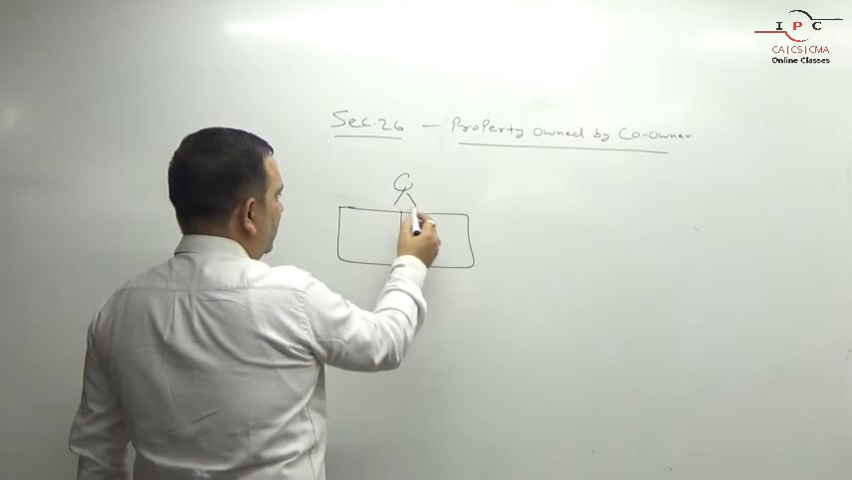 I P C
CA|CS|CMA
Online Classes
Sec.26 - Property owned by Co-owner